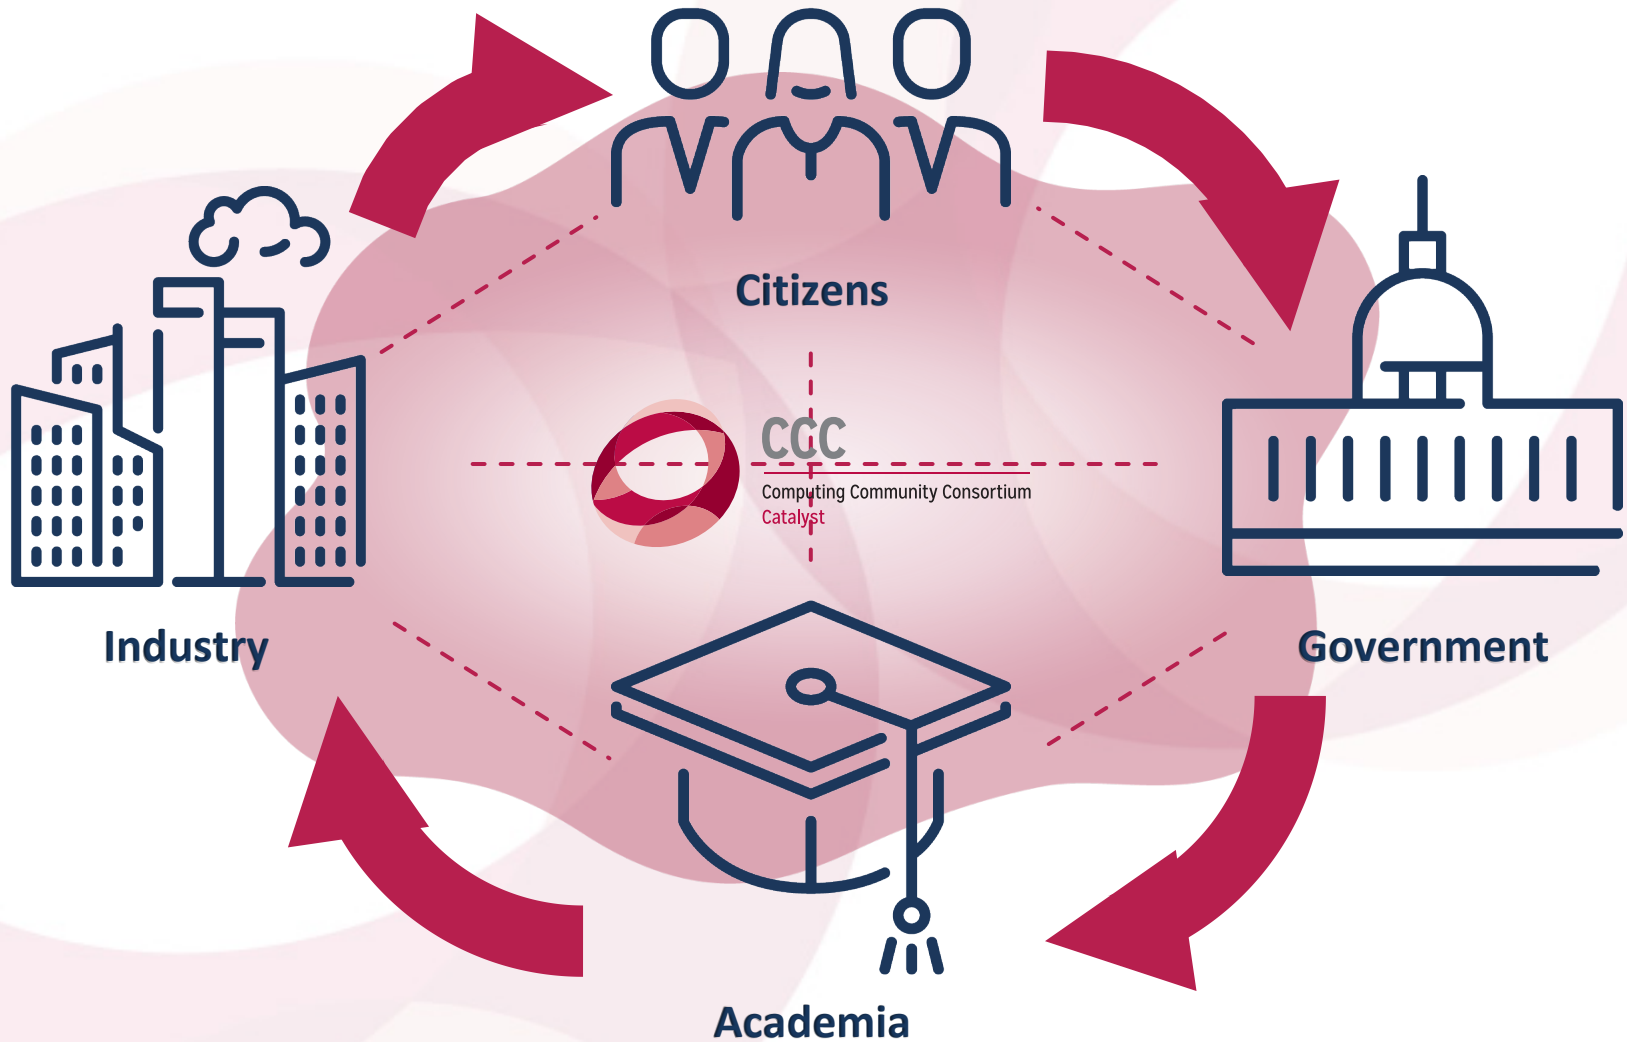 Citizens
CCC
Computing Community Consortium
Catalyst
Industry
Government
Academia